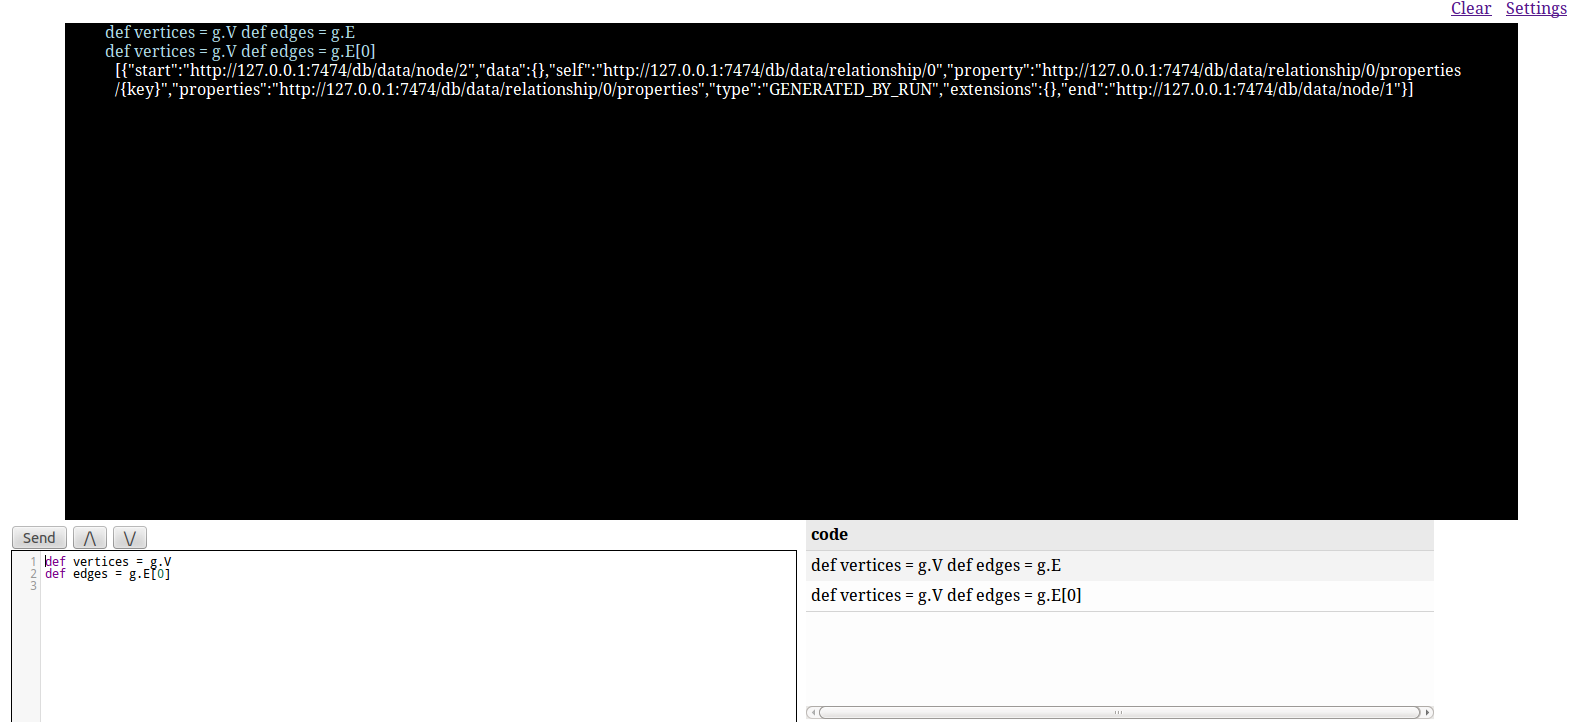 Clear Settings
def vertices = g.V def edges = g.E
def vertices = g.V def edges = g.E[0]
[{"start":"http://127.0.0.1:7474/db/data/node/2","data":{},"self":"http://127.0.0.1:7474/db/data/relationship/0","property":"http://127.0.0.1:7474/db/data/relationship/0/properties
/{key}","properties":"http://127.0.0.1:7474/db/data/relationship/0/properties","type":"GENERATED_BY_RUN","extensions":{},"end":"http://127.0.0.1:7474/db/data/node/1"}]
Send /\ \/
1 def vertices = g.V
2 def edges = g.E[0]
3
code
def vertices = g.V def edges = g.E
def vertices = g.V def edges = g.E[0]